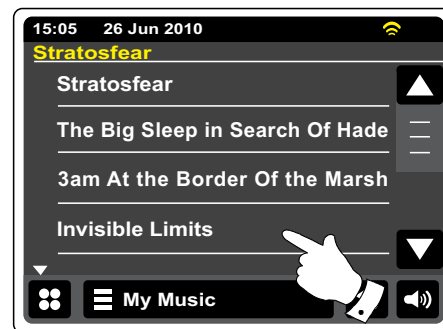 15:05 26 Jun 2010
Stratosfear
Stratosfear
The Big Sleep in Search Of Hade
3am At the Border Of the Marsh
Invisible Limits
My Music